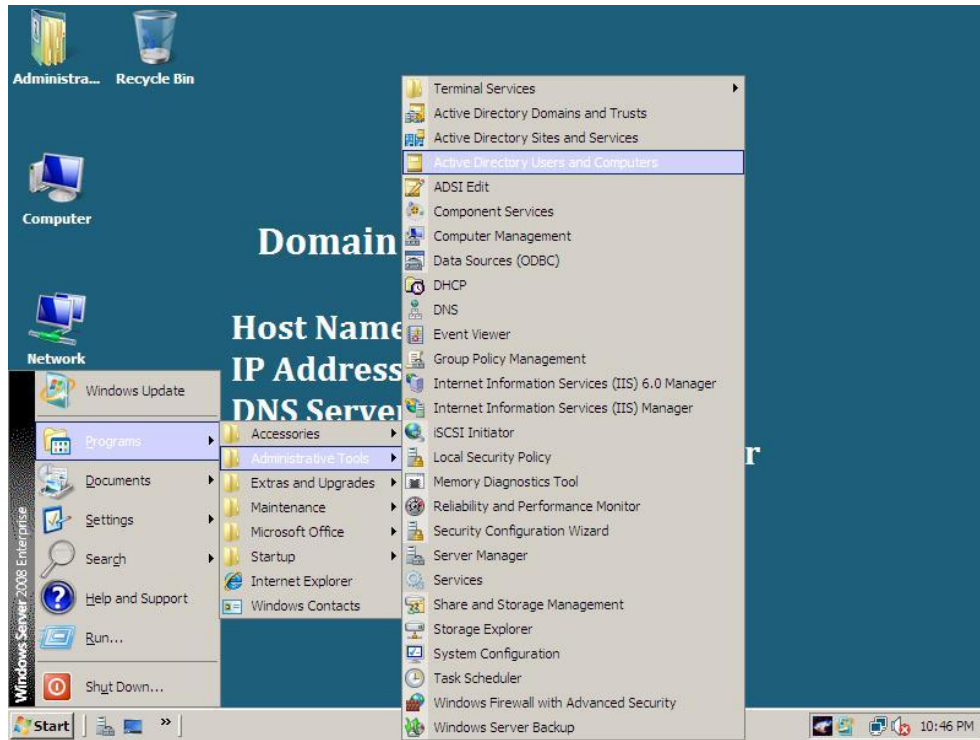 Administra...
Recycle Bin
Computer
Network
Domain
Host Name
IP Address
DNS Server
r
Windows Server 2008 Enterprise
Windows Update
Programs
Documents
Settings
Search
Help and Support
Run...
Shut Down...
Accessories
Administrative Tools
Extras and Upgrades
Maintenance
Microsoft Office
Startup
Internet Explorer
Windows Contacts
Terminal Services
Active Directory Domains and Trusts
Active Directory Sites and Services
Active Directory Users and Computers
ADSI Edit
Component Services
Computer Management
Data Sources (ODBC)
DHCP
DNS
Event Viewer
Group Policy Management
Internet Information Services (IIS) 6.0 Manager
Internet Information Services (IIS) Manager
iSCSI Initiator
Local Security Policy
Memory Diagnostics Tool
Reliability and Performance Monitor
Security Configuration Wizard
Server Manager
Services
Share and Storage Management
Storage Explorer
System Configuration
Task Scheduler
Windows Firewall with Advanced Security
Windows Server Backup
Start
»
10:46 PM